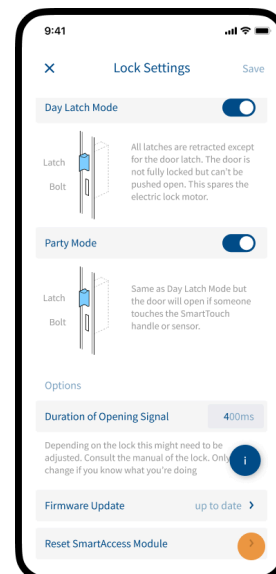 9:41
Lock Settings
Save
Day Latch Mode
Latch
Bolt
All latches are retracted except
for the door latch. The door is
not fully locked but can't be
pushed open. This spares the
electric lock motor.
Party Mode
Latch
Bolt
Same as Day Latch Mode but
the door will open if someone
touches the SmartTouch
handle or sensor.
Options
Duration of Opening Signal
400ms
Depending on the lock this might need to be
adjusted. Consult the manual of the lock. Only
change if you know what you're doing
i
Firmware Update
up to date
Reset SmartAccess Module